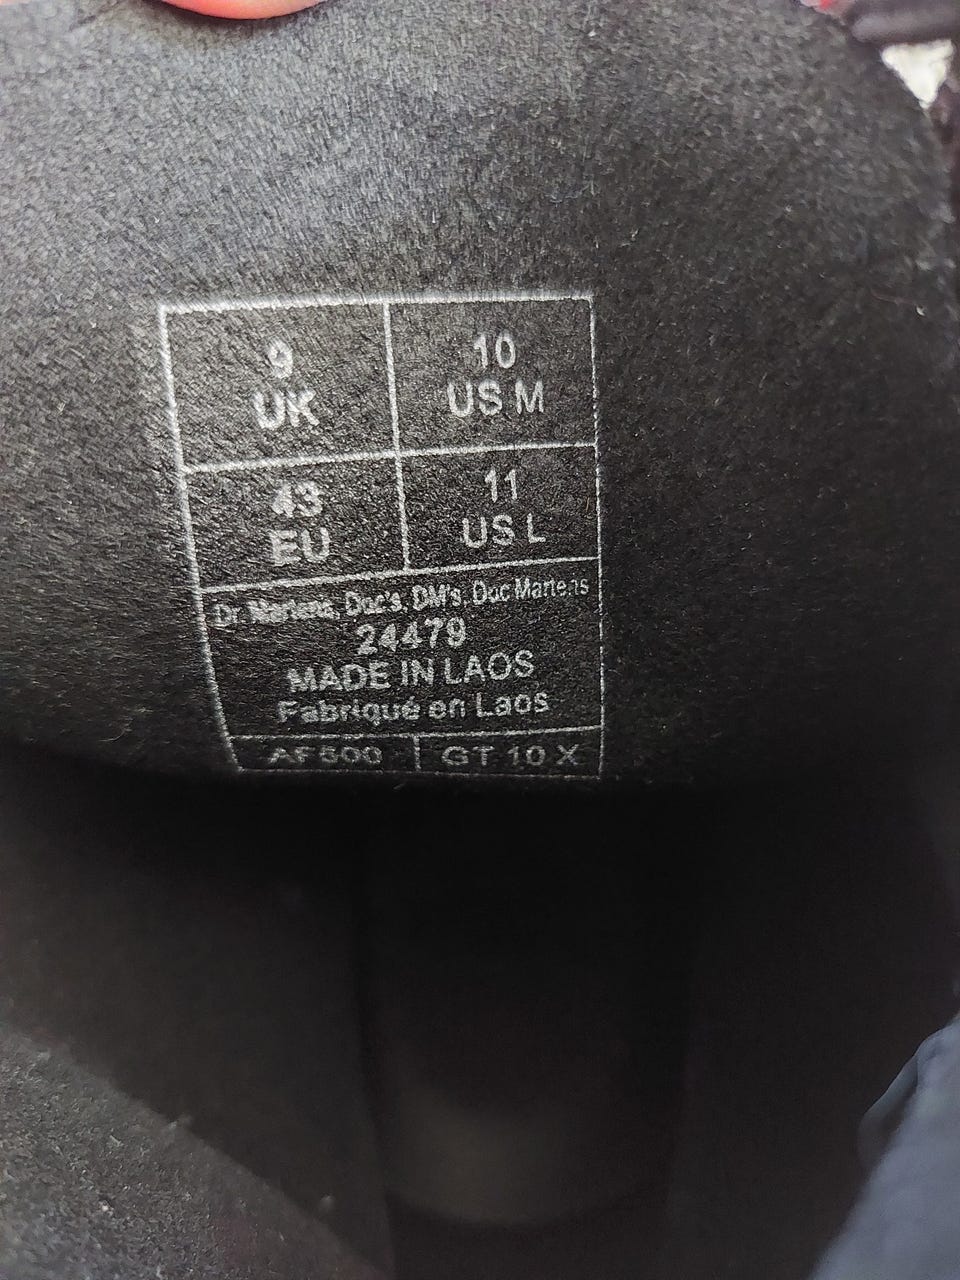 9
UK
10
US M
43
EU
11
US L
Dr Martens, Doc's, DM's, Doc Martens
24479
MADE IN LAOS
Fabriqué en Laos
AF500
GT 10 X